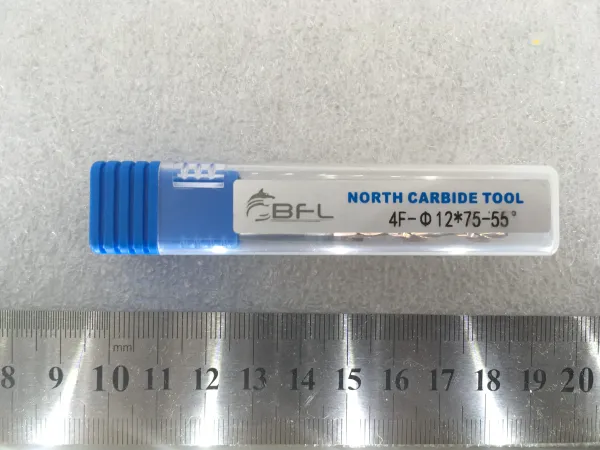 NORTH CARBIDE TOOL
BFL
4F-Φ12*75-55°
mm
8 9 10 11 12 13 14 15 16 17 18 19 20